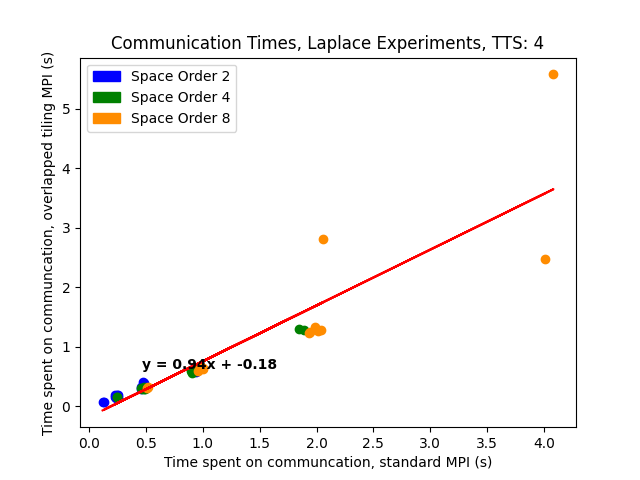 Communication Times, Laplace Experiments, TTS: 4
Time spent on communcation, overlapped tiling MPI (s)
Space Order 2
Space Order 4
Space Order 8
5
4
3
2
1
0
y = 0.94x + -0.18
0.0 0.5 1.0 1.5 2.0 2.5 3.0 3.5 4.0
Time spent on communcation, standard MPI (s)